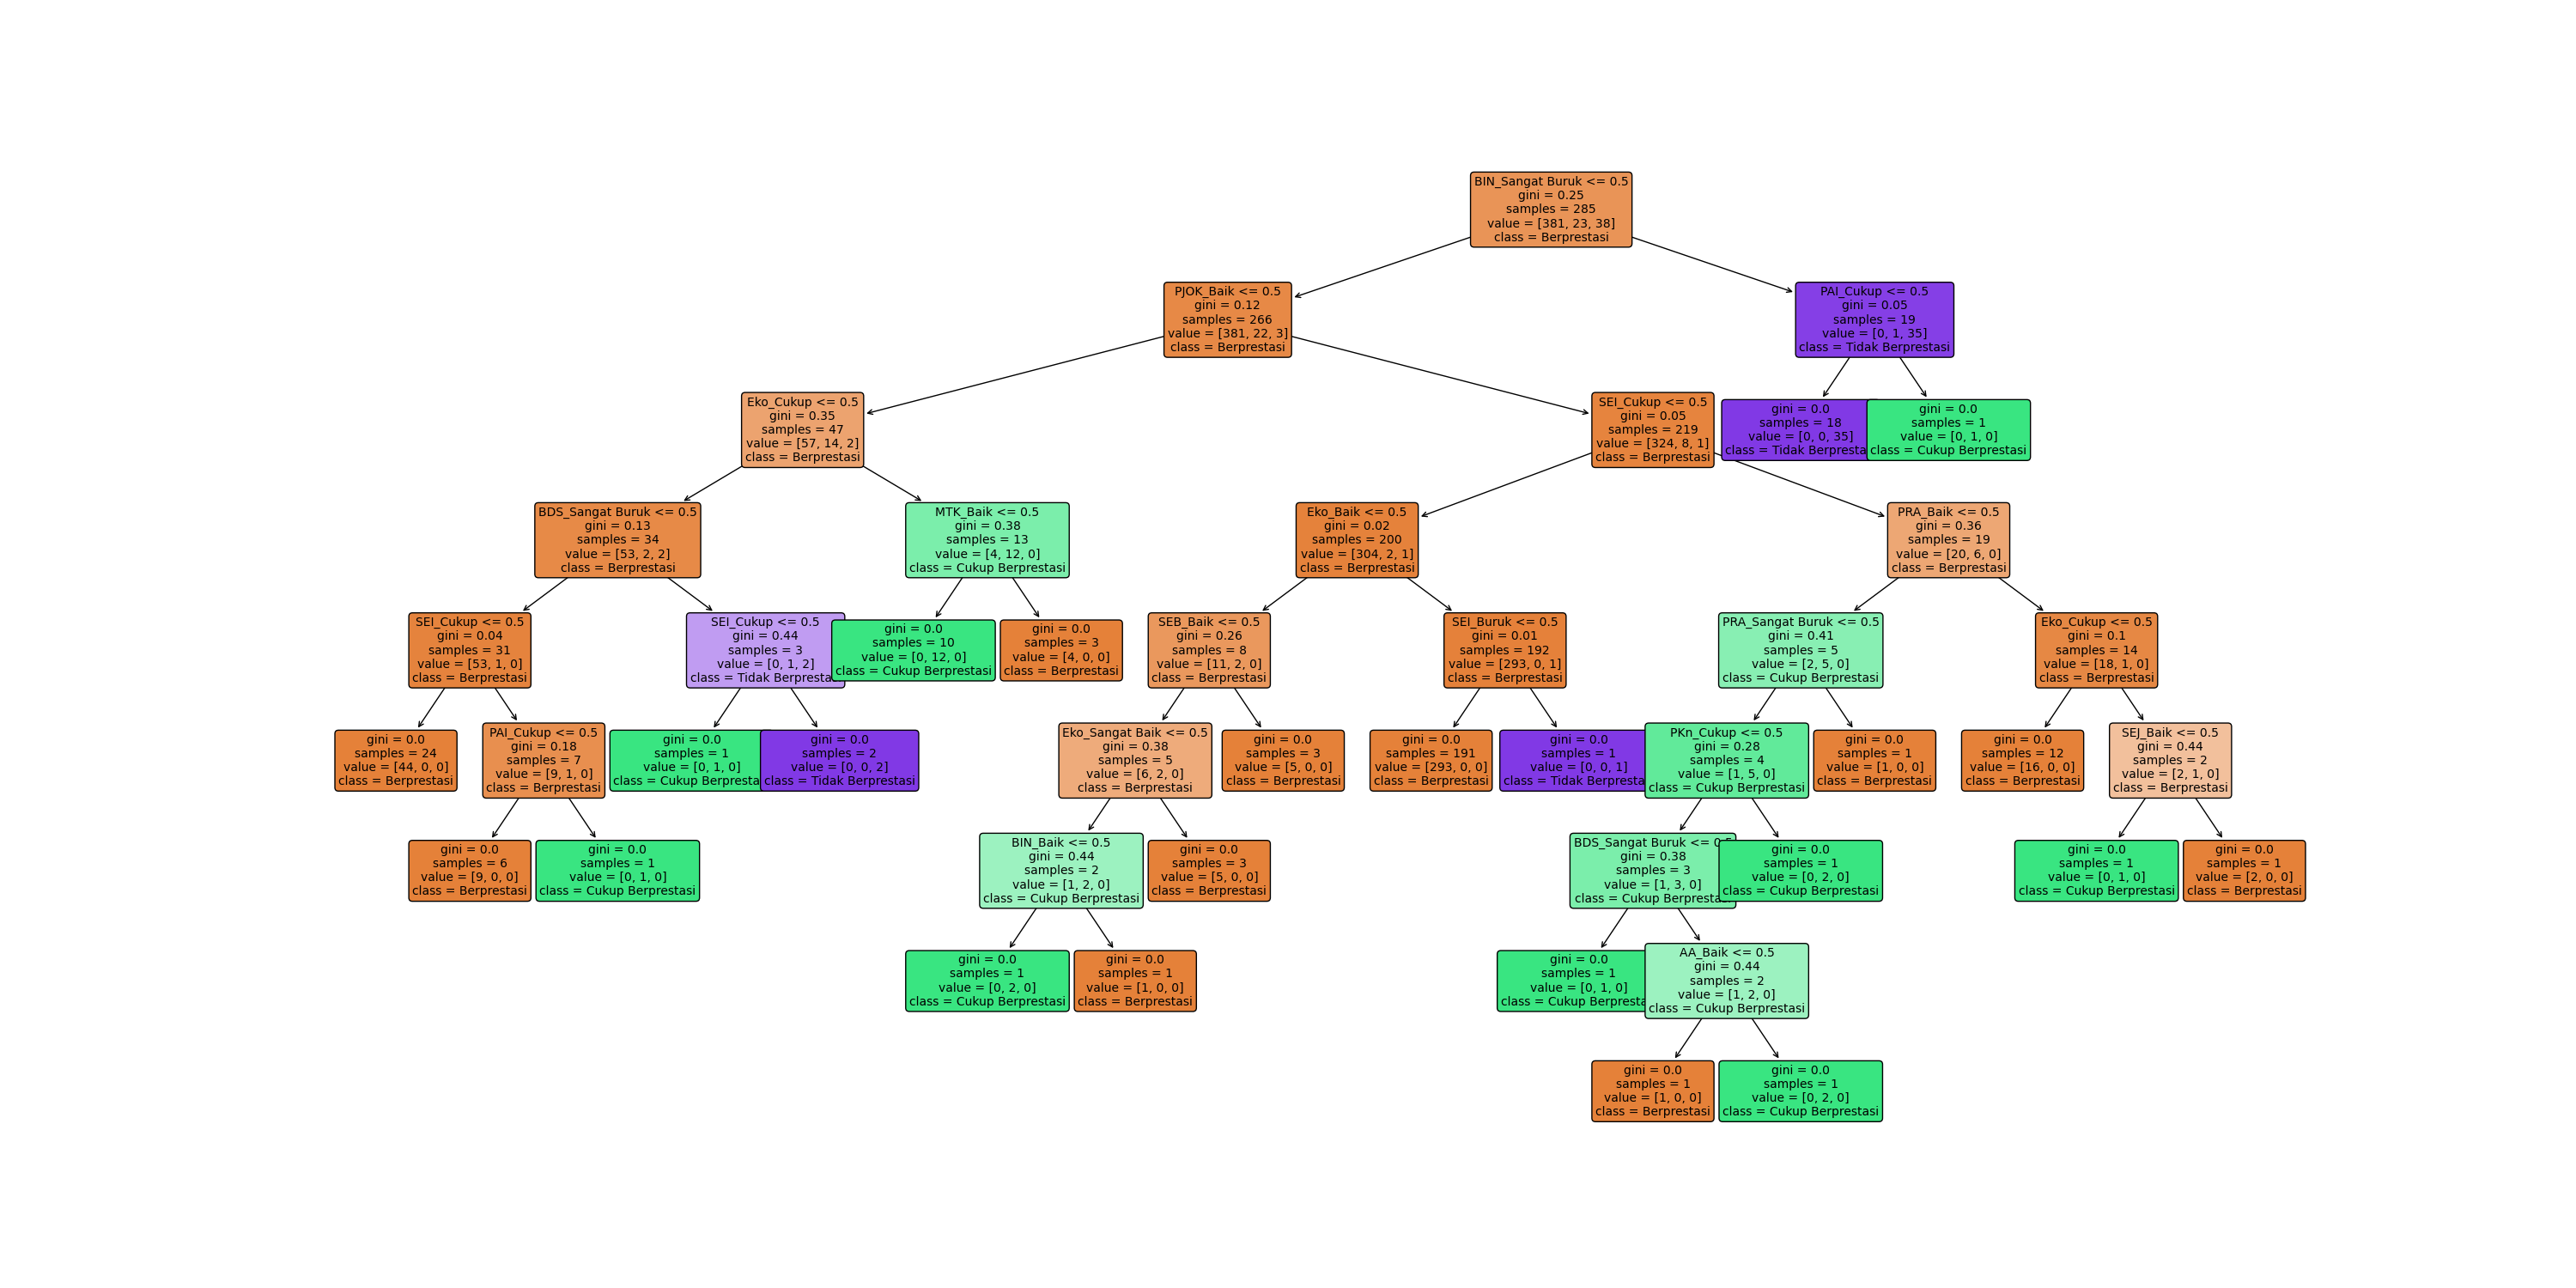 BIN_Sangat Buruk <= 0.5
gini = 0.25
samples = 285
value = [381, 23, 38]
class = Berprestasi
PJOK_Baik <= 0.5
gini = 0.12
samples = 266
value = [381, 22, 3]
class = Berprestasi
PAI_Cukup <= 0.5
gini = 0.05
samples = 19
value = [0, 1, 35]
class = Tidak Berprestasi
Eko_Cukup <= 0.5
gini = 0.35
samples = 47
value = [57, 14, 2]
class = Berprestasi
SEI_Cukup <= 0.5
gini = 0.05
samples = 219
value = [324, 8, 1]
class = Berprestasi
gini = 0.0
samples = 18
value = [0, 0, 35]
class = Tidak Berpresta
gini = 0.0
samples = 1
value = [0, 1, 0]
class = Cukup Berprestasi
BDS_Sangat Buruk <= 0.5
gini = 0.13
samples = 34
value = [53, 2, 2]
class = Berprestasi
MTK_Baik <= 0.5
gini = 0.38
samples = 13
value = [4, 12, 0]
class = Cukup Berprestasi
Eko_Baik <= 0.5
gini = 0.02
samples = 200
value = [304, 2, 1]
class = Berprestasi
PRA_Baik <= 0.5
gini = 0.36
samples = 19
value = [20, 6, 0]
class = Berprestasi
SEI_Cukup <= 0.5
gini = 0.04
samples = 31
value = [53, 1, 0]
class = Berprestasi
SEI_Cukup <= 0.5
gini = 0.44
samples = 3
value = [0, 1, 2]
class = Tidak Berpresta
gini = 0.0
samples = 10
value = [0, 12, 0]
class = Cukup Berprestasi
gini = 0.0
samples = 3
value = [4, 0, 0]
class = Berprestasi
SEB_Baik <= 0.5
gini = 0.26
samples = 8
value = [11, 2, 0]
class = Berprestasi
SEI_Buruk <= 0.5
gini = 0.01
samples = 192
value = [293, 0, 1]
class = Berprestasi
PRA_Sangat Buruk <= 0.5
gini = 0.41
samples = 5
value = [2, 5, 0]
class = Cukup Berprestasi
Eko_Cukup <= 0.5
gini = 0.1
samples = 14
value = [18, 1, 0]
class = Berprestasi
gini = 0.0
samples = 24
value = [44, 0, 0]
class = Berprestasi
PAI_Cukup <= 0.5
gini = 0.18
samples = 7
value = [9, 1, 0]
class = Berprestasi
gini = 0.0
samples = 1
value = [0, 1, 0]
class = Cukup Berpresta
gini = 0.0
samples = 2
value = [0, 0, 2]
class = Tidak Berprestasi
Eko_Sangat Baik <= 0.5
gini = 0.38
samples = 5
value = [6, 2, 0]
class = Berprestasi
gini = 0.0
samples = 3
value = [5, 0, 0]
class = Berprestasi
gini = 0.0
samples = 191
value = [293, 0, 0]
class = Berprestasi
gini = 0.0
samples = 1
value = [0, 0, 1]
class = Tidak Berpresta
PKn_Cukup <= 0.5
gini = 0.28
samples = 4
value = [1, 5, 0]
class = Cukup Berprestasi
gini = 0.0
samples = 1
value = [1, 0, 0]
class = Berprestasi
gini = 0.0
samples = 12
value = [16, 0, 0]
class = Berprestasi
SEJ_Baik <= 0.5
gini = 0.44
samples = 2
value = [2, 1, 0]
class = Berprestasi
gini = 0.0
samples = 6
value = [9, 0, 0]
class = Berprestasi
gini = 0.0
samples = 1
value = [0, 1, 0]
class = Cukup Berprestasi
BIN_Baik <= 0.5
gini = 0.44
samples = 2
value = [1, 2, 0]
class = Cukup Berprestasi
gini = 0.0
samples = 3
value = [5, 0, 0]
class = Berprestasi
BDS_Sangat Buruk <= 0.5
gini = 0.38
samples = 3
value = [1, 3, 0]
class = Cukup Berpresta
gini = 0.0
samples = 1
value = [0, 2, 0]
class = Cukup Berprestasi
gini = 0.0
samples = 1
value = [0, 1, 0]
class = Cukup Berprestasi
gini = 0.0
samples = 1
value = [2, 0, 0]
class = Berprestasi
gini = 0.0
samples = 1
value = [0, 2, 0]
class = Cukup Berprestasi
gini = 0.0
samples = 1
value = [1, 0, 0]
class = Berprestasi
gini = 0.0
samples = 1
value = [0, 1, 0]
class = Cukup Berpresta
AA_Baik <= 0.5
gini = 0.44
samples = 2
value = [1, 2, 0]
class = Cukup Berprestasi
gini = 0.0
samples = 1
value = [1, 0, 0]
class = Berprestasi
gini = 0.0
samples = 1
value = [0, 2, 0]
class = Cukup Berprestasi